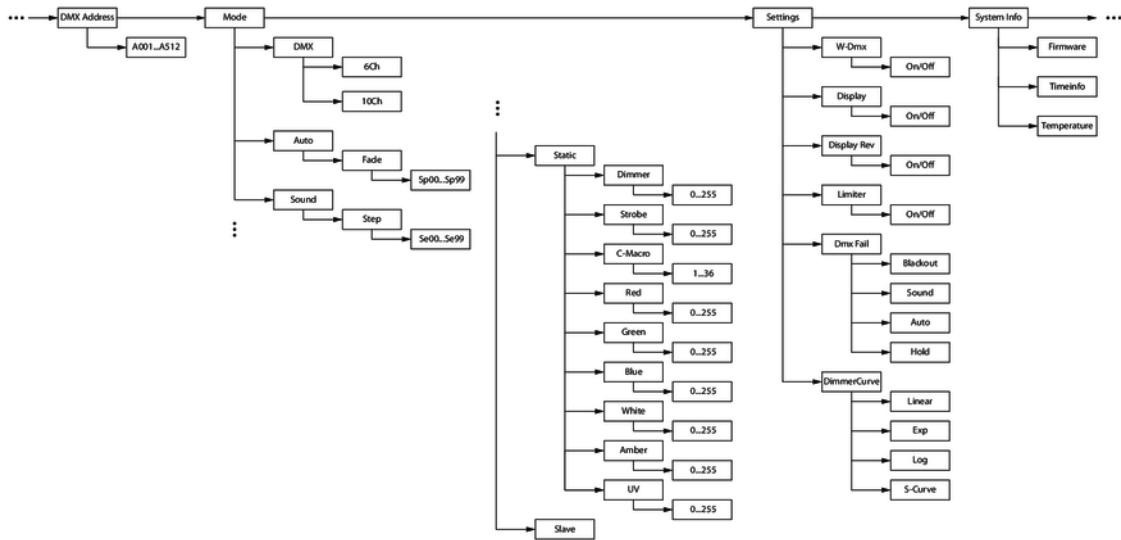 ... DMX Address Mode Settings System Info ...
A001...A512
DMX
6Ch
10Ch
Auto
Fade
Sp00...Sp99
Sound
Step
Se00...Se99
...
...
Static
Dimmer
0...255
Strobe
0...255
C-Macro
1...36
Red
0...255
Green
0...255
Blue
0...255
White
0...255
Amber
0...255
UV
0...255
Slave
W-Dmx
On/Off
Display
On/Off
Display Rev
On/Off
Limiter
On/Off
Dmx Fail
Blackout
Sound
Auto
Hold
DimmerCurve
Linear
Exp
Log
S-Curve
Firmware
Timeinfo
Temperature